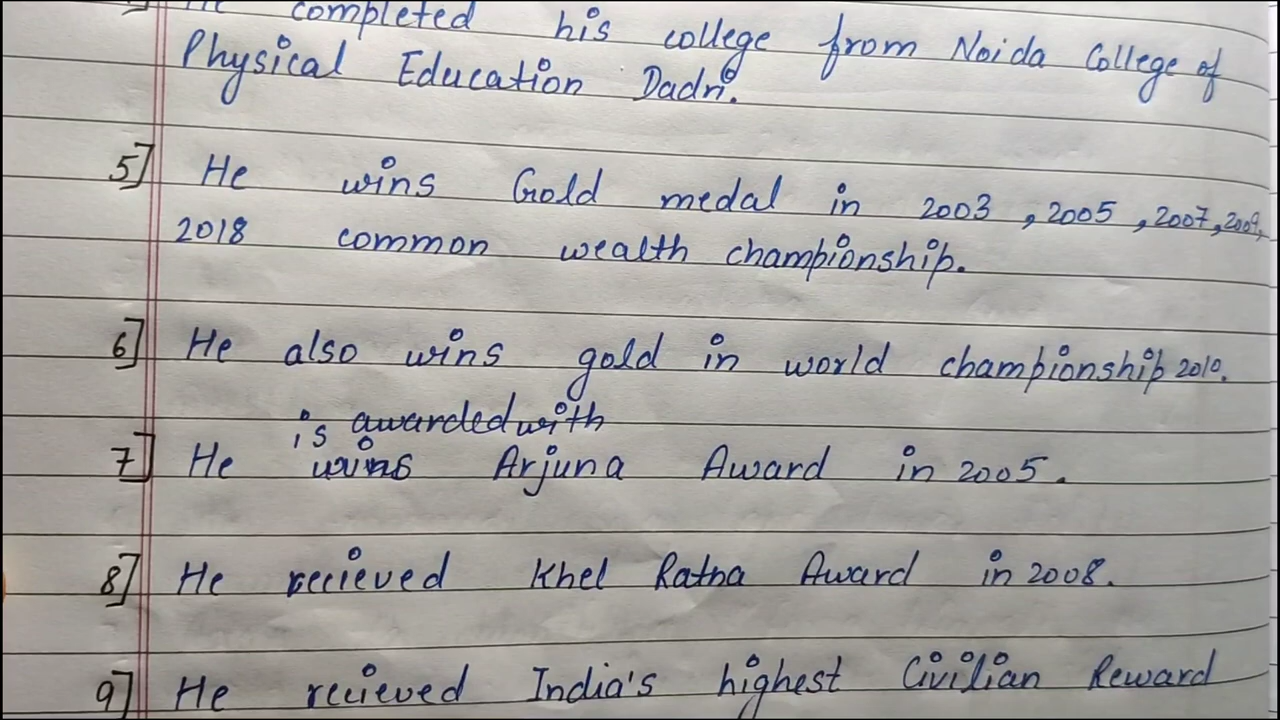 He completed his college from Noida College of
Physical Education Dadri.
5] He wins Gold medal in 2003, 2005, 2007, 2009,
2018 common wealth championship.
6] He also wins gold in world championship 2010.
is awarded with
7] He wins Arjuna Award in 2005.
8] He recieved Khel Ratna Award in 2008.
9] He recieved India's highest Civilian Reward